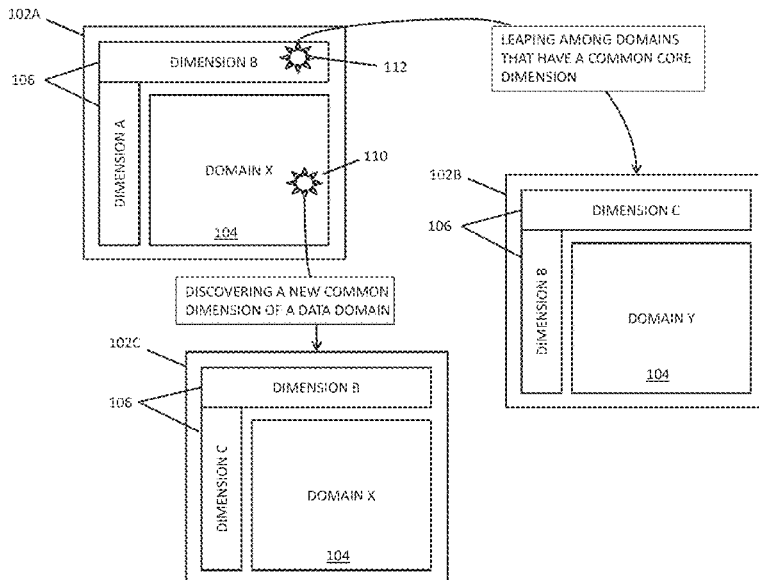 102A
DIMENSION B
112
106
DIMENSION A
DOMAIN X
110
104
LEAPING AMONG DOMAINS
THAT HAVE A COMMON CORE
DIMENSION
102B
DIMENSION C
106
DIMENSION B
DOMAIN Y
104
DISCOVERING A NEW COMMON
DIMENSION OF A DATA DOMAIN
102C
DIMENSION B
106
DIMENSION C
DOMAIN X
104